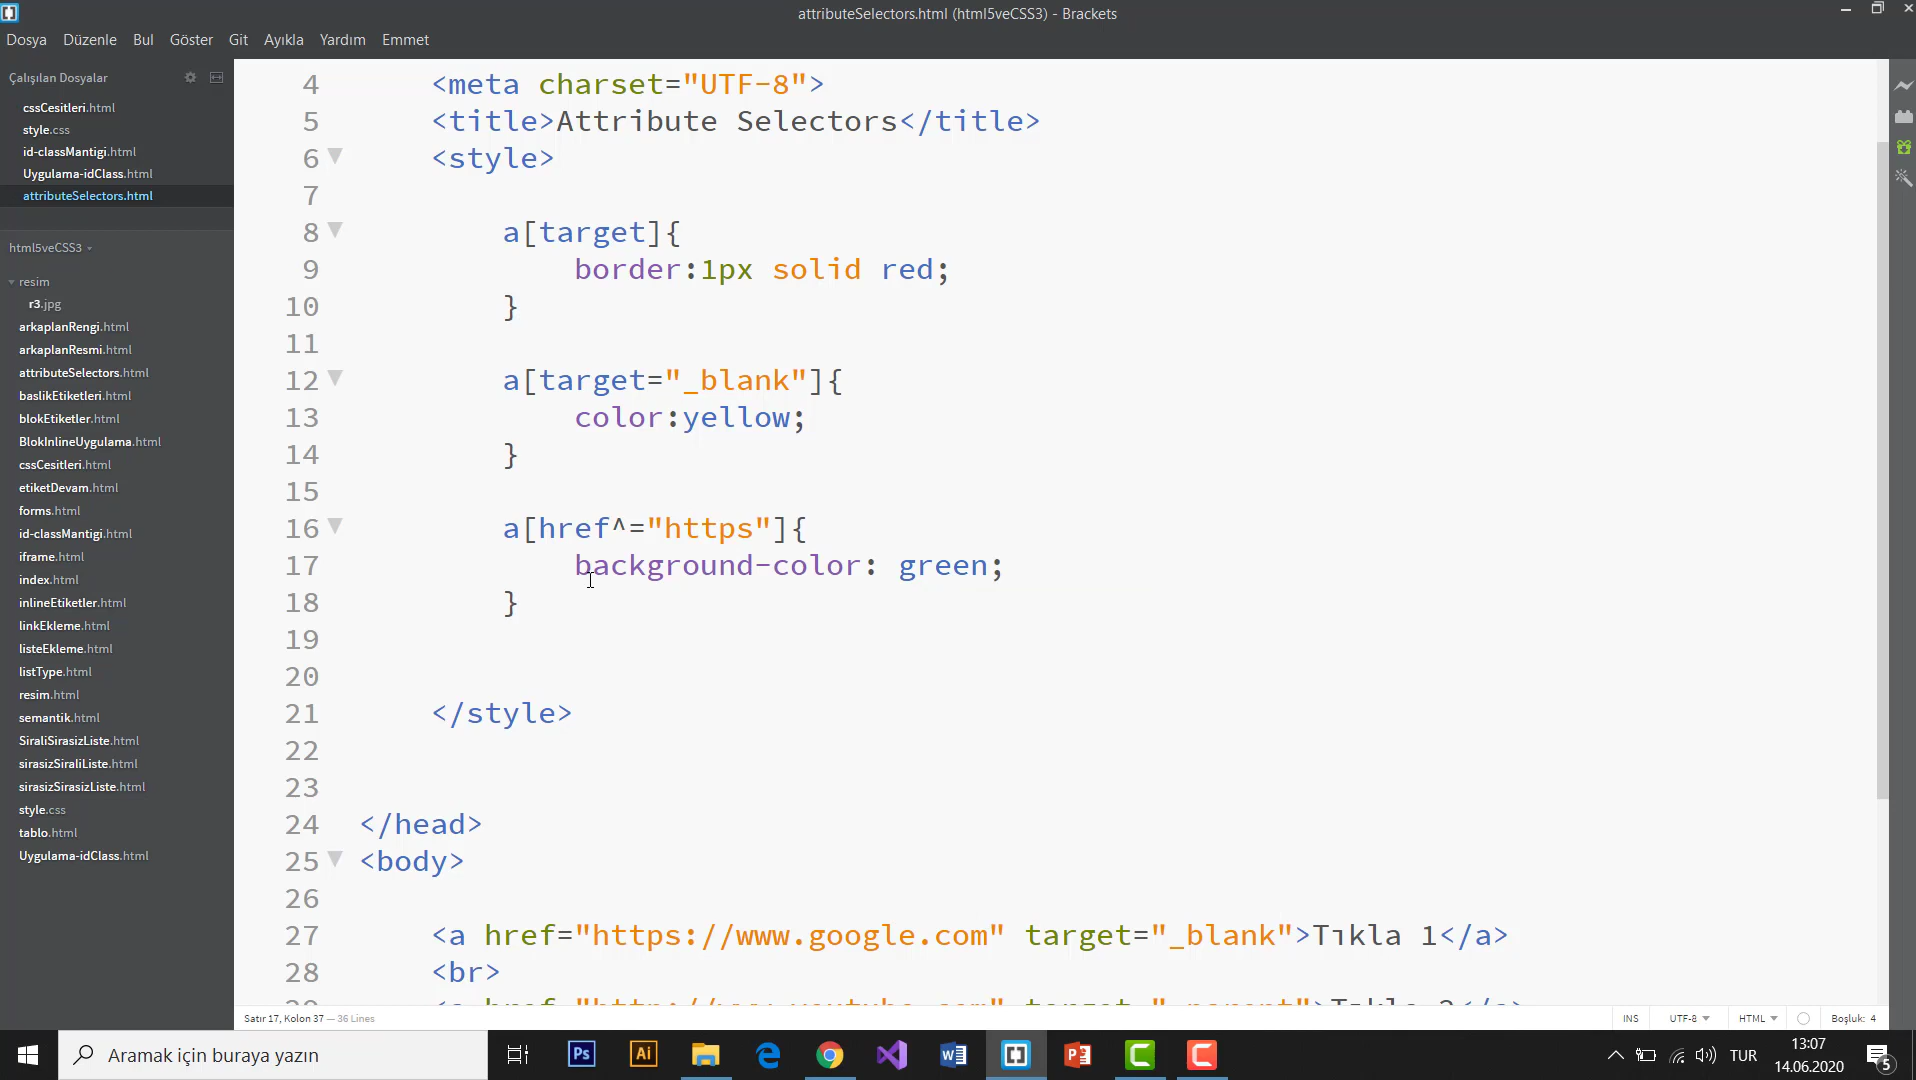 attributeSelectors.html (html5veCSS3) - Brackets
Dosya Düzenle Bul Göster Git Ayıkla Yardım Emmet
Çalışılan Dosyalar
cssCesitleri.html
style.css
id-classMantigi.html
Uygulama-idClass.html
attributeSelectors.html
html5veCSS3
resim
r3.jpg
arkaplanRengi.html
arkaplanResmi.html
attributeSelectors.html
baslikEtiketleri.html
blokEtiketler.html
BlokInlineUygulama.html
cssCesitleri.html
etiketDevam.html
forms.html
id-classMantigi.html
iframe.html
index.html
inlineEtiketler.html
linkEkleme.html
listeEkleme.html
listType.html
resim.html
semantik.html
SiraliSirasizListe.html
sirasizSiraliListe.html
sirasizSirasizListe.html
style.css
tablo.html
Uygulama-idClass.html
4 <meta charset="UTF-8">
5 <title>Attribute Selectors</title>
6 <style>
7
8 a[target]{
9 border:1px solid red;
10 }
11
12 a[target="_blank"]{
13 color:yellow;
14 }
15
16 a[href^="https"]{
17 background-color: green;
18 }
19
20
21 </style>
22
23
24 </head>
25 <body>
26
27 <a href="https://www.google.com" target="_blank">Tıkla 1</a>
28 <br>
Satır 17, Kolon 37 — 36 Lines
INS UTF-8 HTML Boşluk: 4
Aramak için buraya yazın
Ps
Ai
TUR
13:07
14.06.2020
5